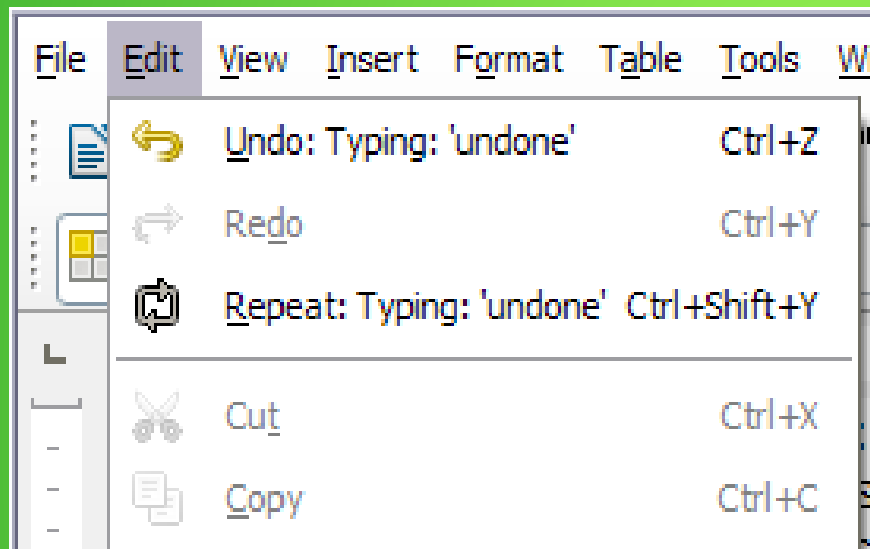 File Edit View Insert Format Table Tools
Undo: Typing: 'undone' Ctrl+Z
Redo Ctrl+Y
Repeat: Typing: 'undone' Ctrl+Shift+Y
Cut Ctrl+X
Copy Ctrl+C